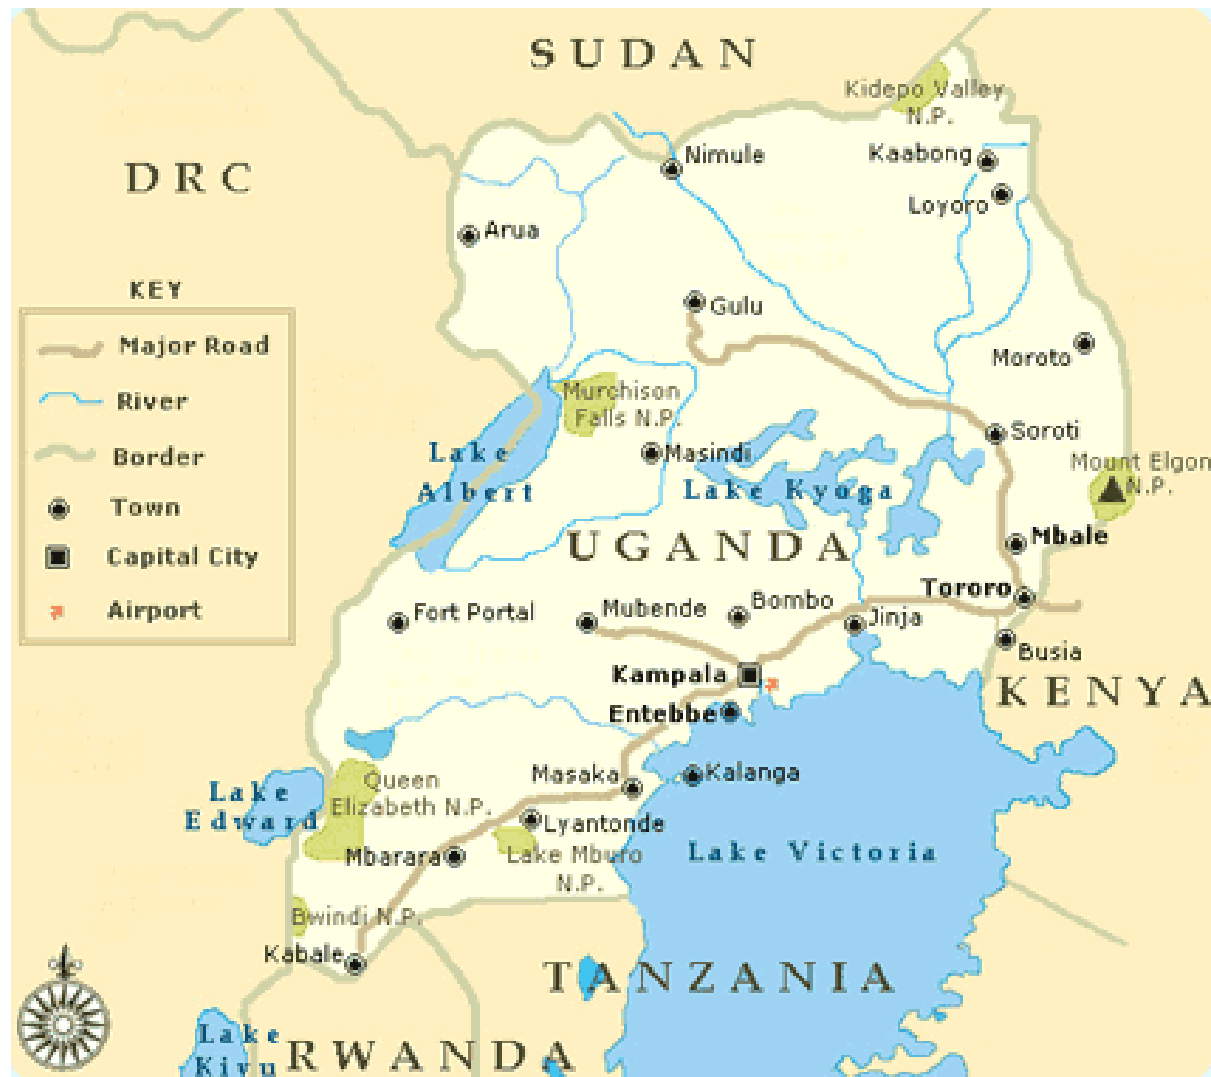 SUDAN
Kidepo Valley
N.P.
DRC
Nimule
Kaabong
Loyoro
Arua
KEY
Major Road
River
Border
Town
Capital City
Airport
Gulu
Moroto
Murchison
Falls N.P.
Soroti
Masindi
Lake
Albert
Lake Kyoga
Mount Elgon
N.P.
UGANDA
Mbale
Tororo
Fort Portal
Mubende
Bombo
Jinja
Busia
Kampala
KENYA
Entebbe
Masaka
Kalanga
Queen
Elizabeth N.P.
Lake
Edward
Lyantonde
Mbarara
Lake Mburo
N.P.
Lake Victoria
Bwindi N.P.
Kabale
TANZANIA
Lake
Kivu
RWANDA